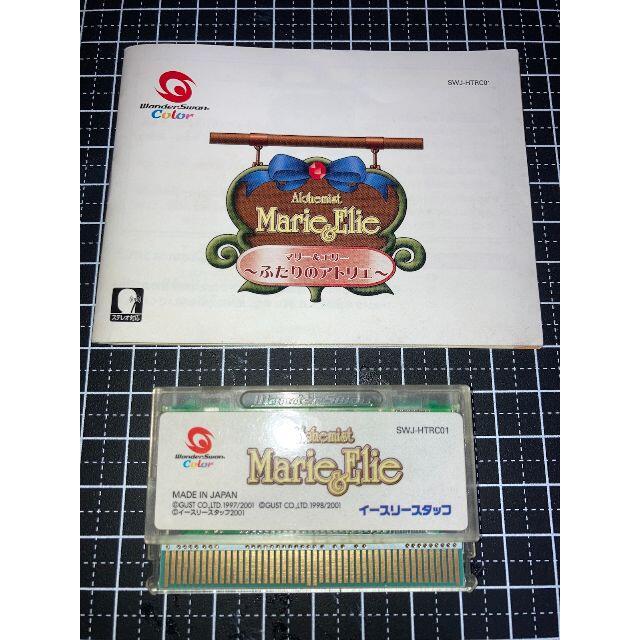 WonderSwan
Color
SWJ-HTRC01
Alchemist
Marie & Elie
マリー&エリー
~ふたりのアトリエ~
ステレオ対応
WonderSwan
WonderSwan
Color
Alchemist
SWJ-HTRC01
Marie & Elie
MADE IN JAPAN
©GUST CO.,LTD.1997/2001 ©GUST CO.,LTD.1998/2001
©イースリースタッフ2001
イースリースタッフ